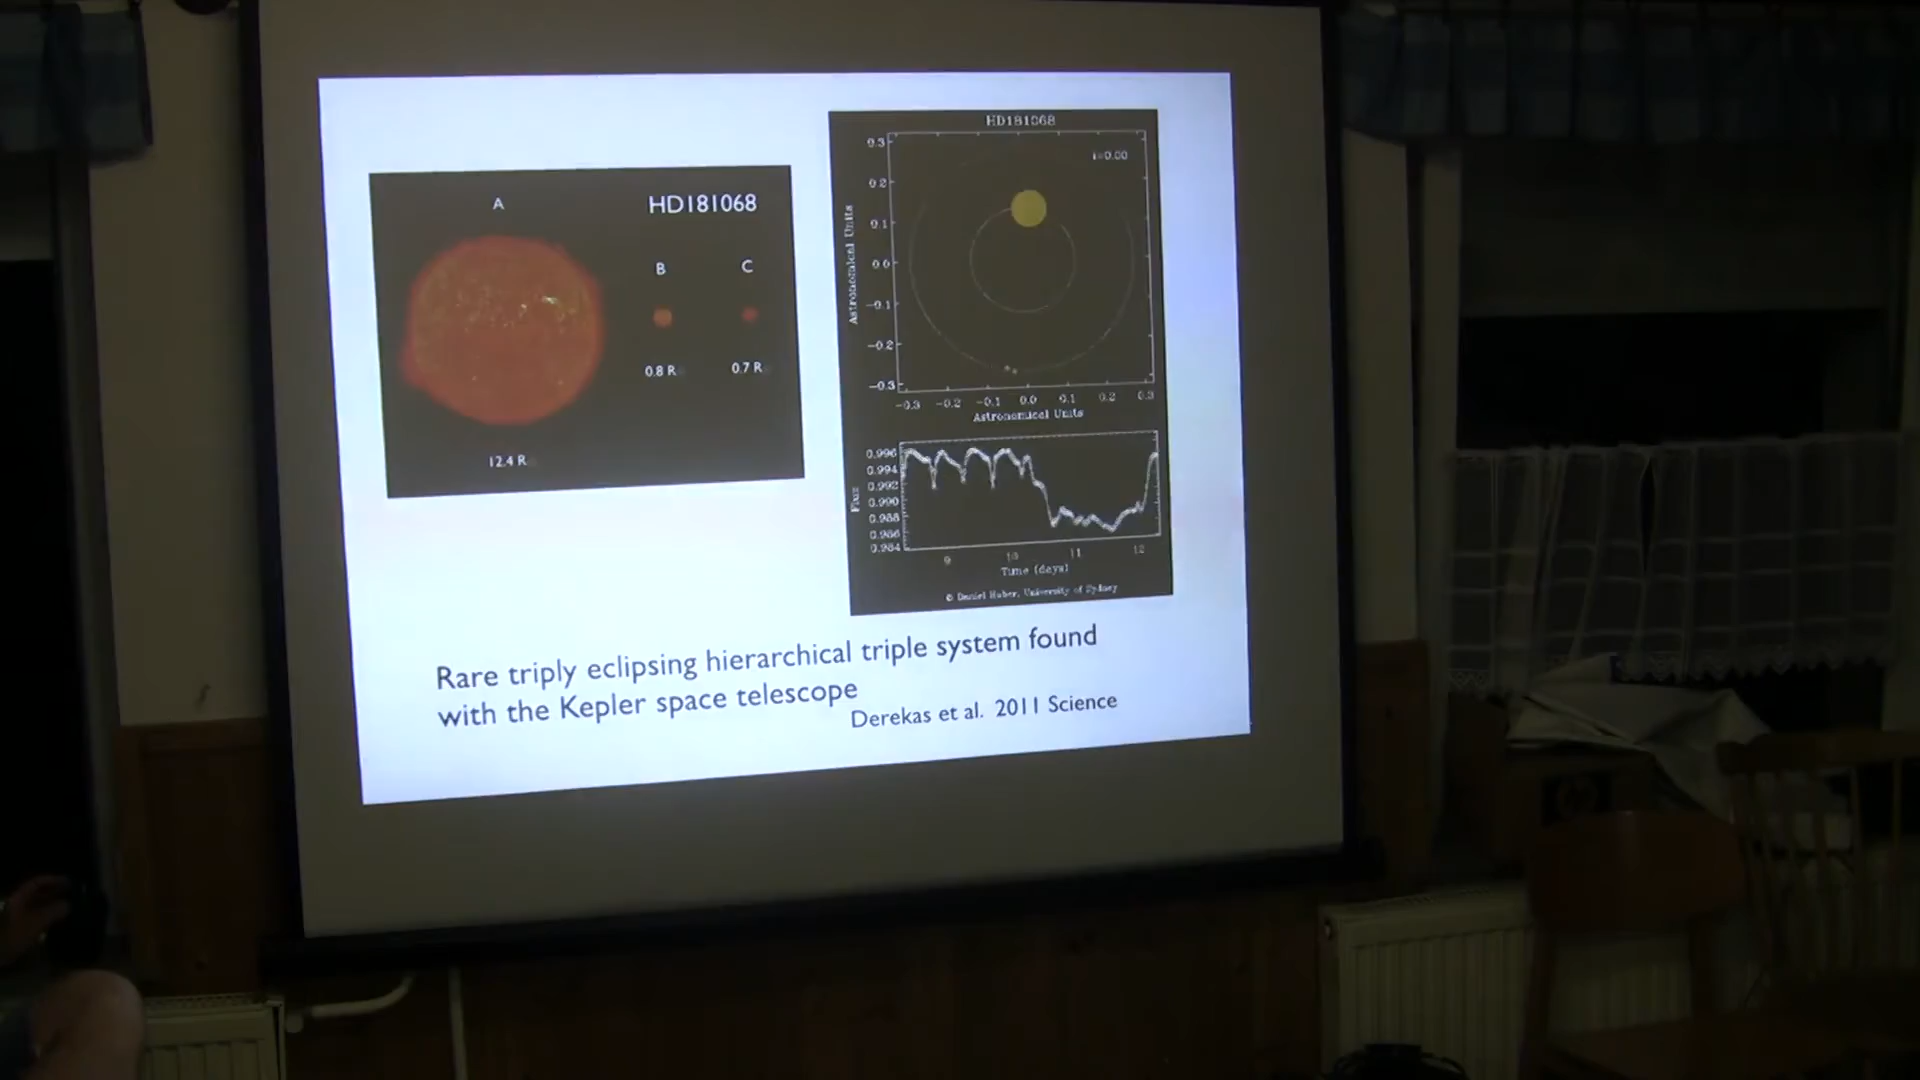 A
HD181068
B
C
0.8 R
0.7 R
12.4 R
HD181068
i=0.00
0.3
0.2
0.1
0.0
-0.1
-0.2
-0.3
Astronomical Units
-0.3 -0.2 -0.1 0.0 0.1 0.2 0.3
Astronomical Units
0.996
0.994
0.992
0.990
0.988
0.986
0.984
Flux
9 10 11 12
Time (days)
© Daniel Huber, University of Sydney
Rare triply eclipsing hierarchical triple system found
with the Kepler space telescope
Derekas et al. 2011 Science